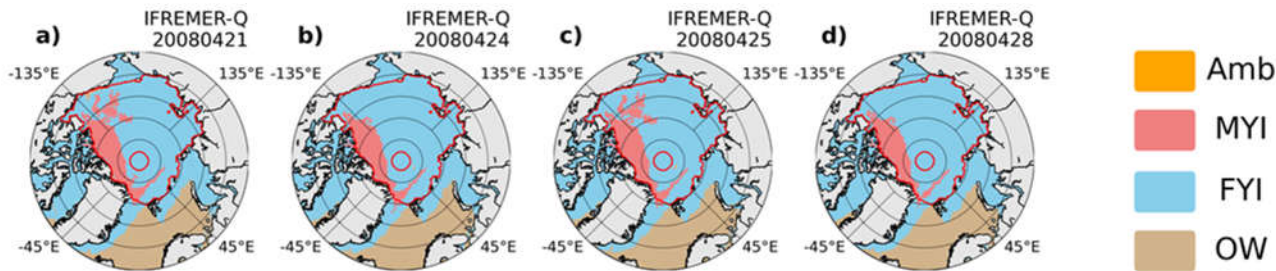 a) IFREMER-Q
20080421
b) IFREMER-Q
20080424
c) IFREMER-Q
20080425
d) IFREMER-Q
20080428
-135°E 135°E
-135°E 135°E
-135°E 135°E
-135°E 135°E
-45°E 45°E
-45°E 45°E
-45°E 45°E
-45°E 45°E
Amb
MYI
FYI
OW